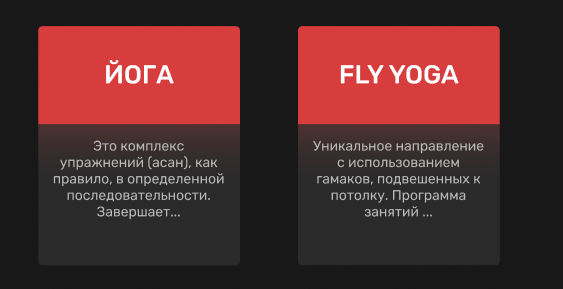 ЙОГА
Это комплекс
упражнений (асан), как
правило, в определенной
последовательности.
Завершает...
FLY YOGA
Уникальное направление
с использованием
гамаков, подвешенных к
потолку. Программа
занятий ...